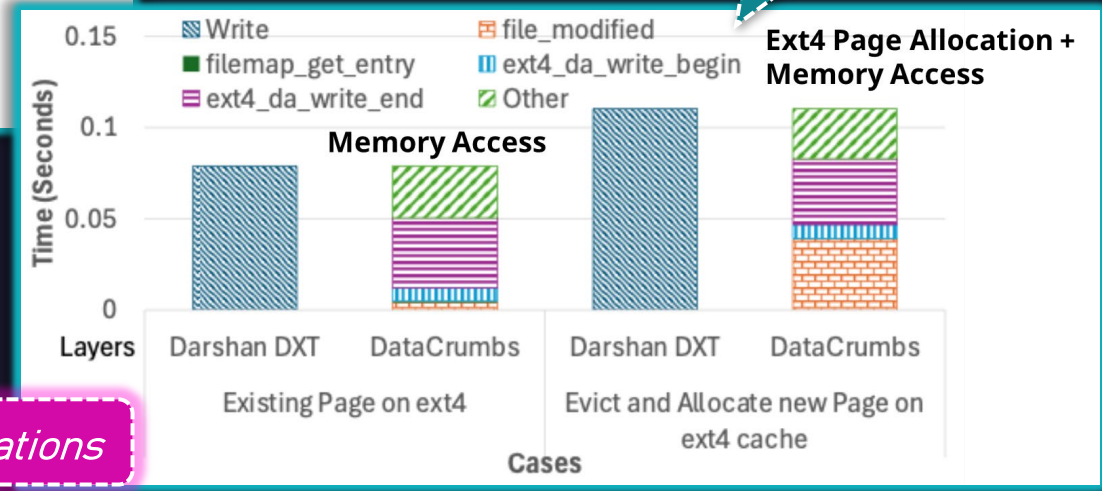 Write
file_modified
filemap_get_entry
ext4_da_write_begin
ext4_da_write_end
Other
Ext4 Page Allocation +
Memory Access
Memory Access
Time (Seconds)
0.15
0.1
0.05
0
Layers
Darshan DXT
DataCrumbs
Darshan DXT
DataCrumbs
Existing Page on ext4
Evict and Allocate new Page on
ext4 cache
Cases
ations